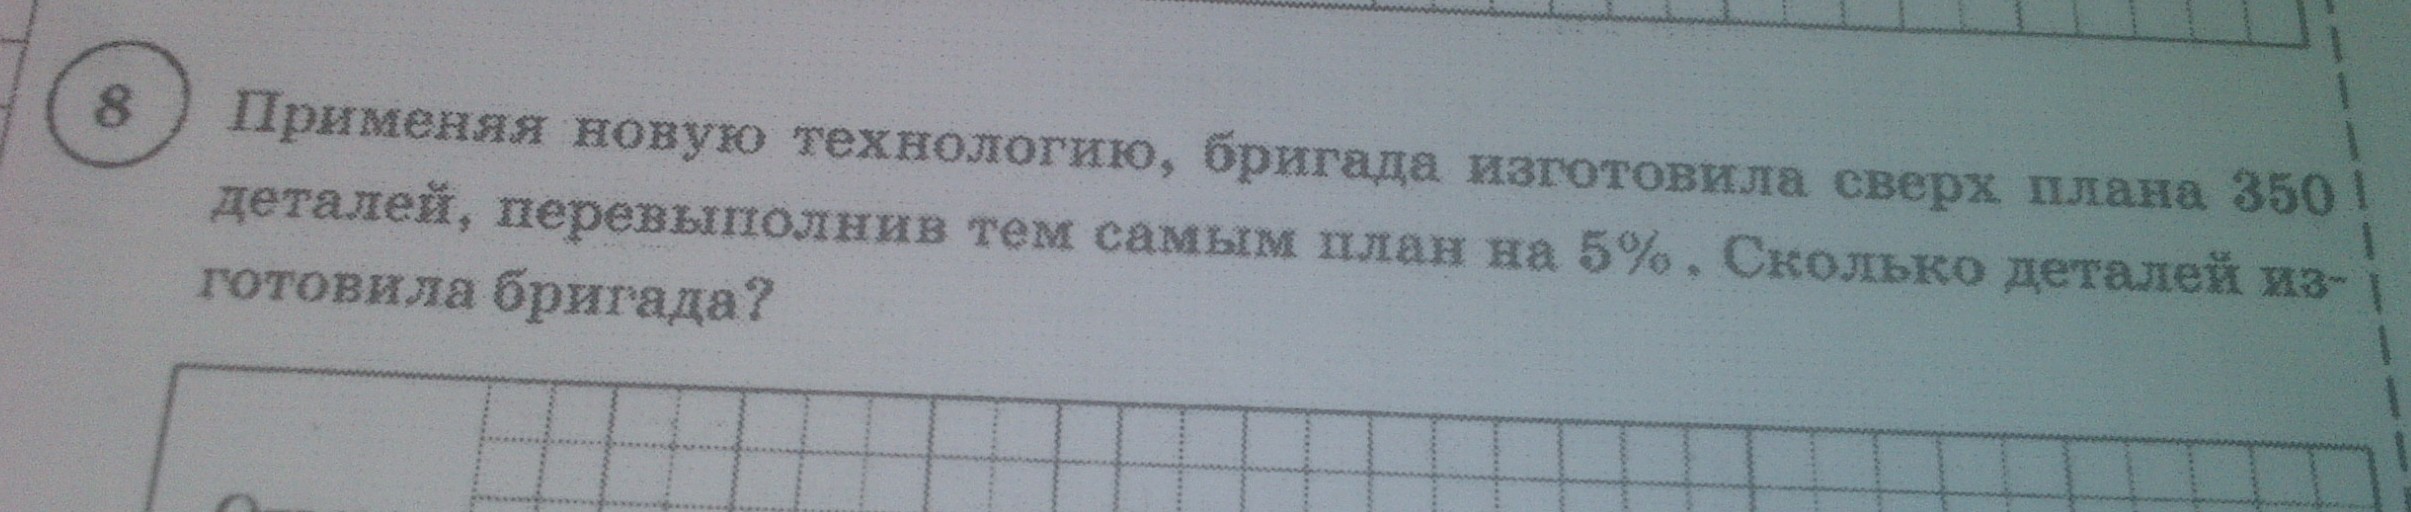 8
Применяя новую технологию, бригада изготовила сверх плана 350
деталей, перевыполнив тем самым план на 5%. Сколько деталей из-
готовила бригада?